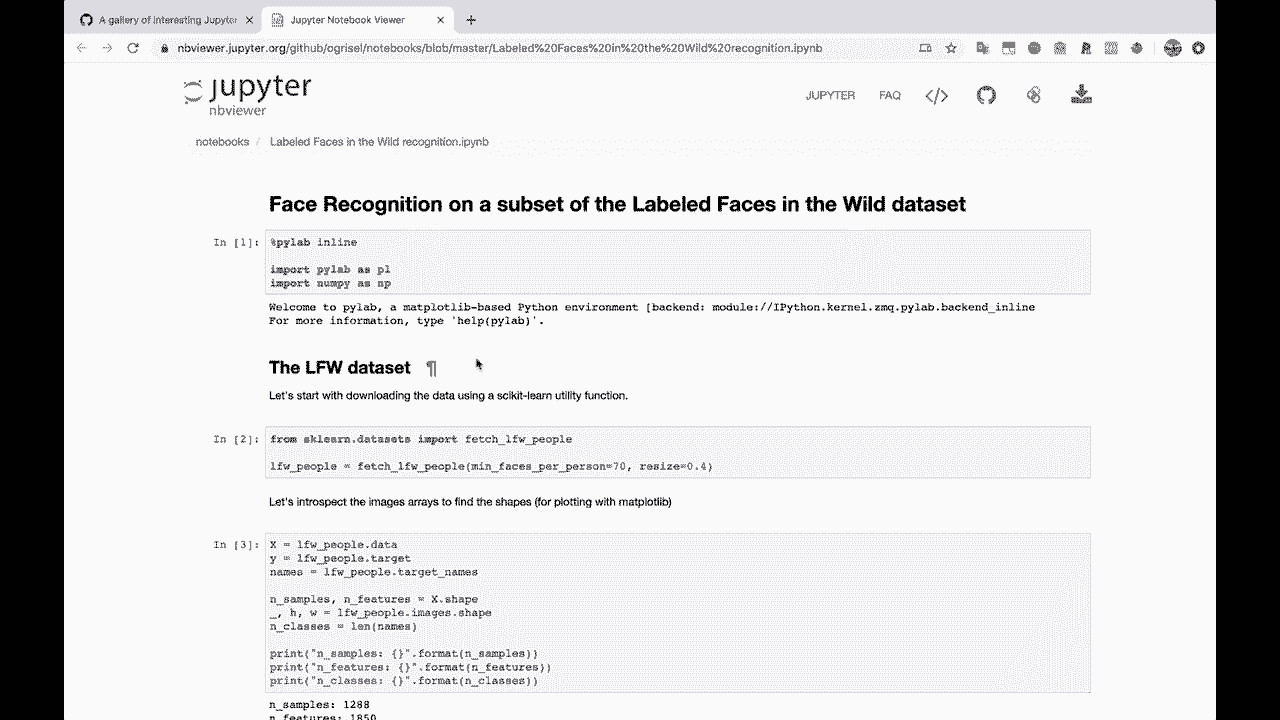 A gallery of interesting Jupyter
Jupyter Notebook Viewer
nbviewer.jupyter.org/github/ogrisel/notebooks/blob/master/Labeled%20Faces%20in%20the%20Wild%20recognition.ipynb
jupyter
nbviewer
JUPYTER FAQ </>
notebooks / Labeled Faces in the Wild recognition.ipynb
Face Recognition on a subset of the Labeled Faces in the Wild dataset
In [1]: %pylab inline
import pylab as pl
import numpy as np
Welcome to pylab, a matplotlib-based Python environment [backend: module://IPython.kernel.zmq.pylab.backend_inline
For more information, type 'help(pylab)'.
The LFW dataset ¶
Let's start with downloading the data using a scikit-learn utility function.
In [2]: from sklearn.datasets import fetch_lfw_people
lfw_people = fetch_lfw_people(min_faces_per_person=70, resize=0.4)
Let's introspect the images arrays to find the shapes (for plotting with matplotlib)
In [3]: X = lfw_people.data
y = lfw_people.target
names = lfw_people.target_names
n_samples, n_features = X.shape
_, h, w = lfw_people.images.shape
n_classes = len(names)
print("n_samples: {}".format(n_samples))
print("n_features: {}".format(n_features))
print("n_classes: {}".format(n_classes))
n_samples: 1288
n_features: 1850